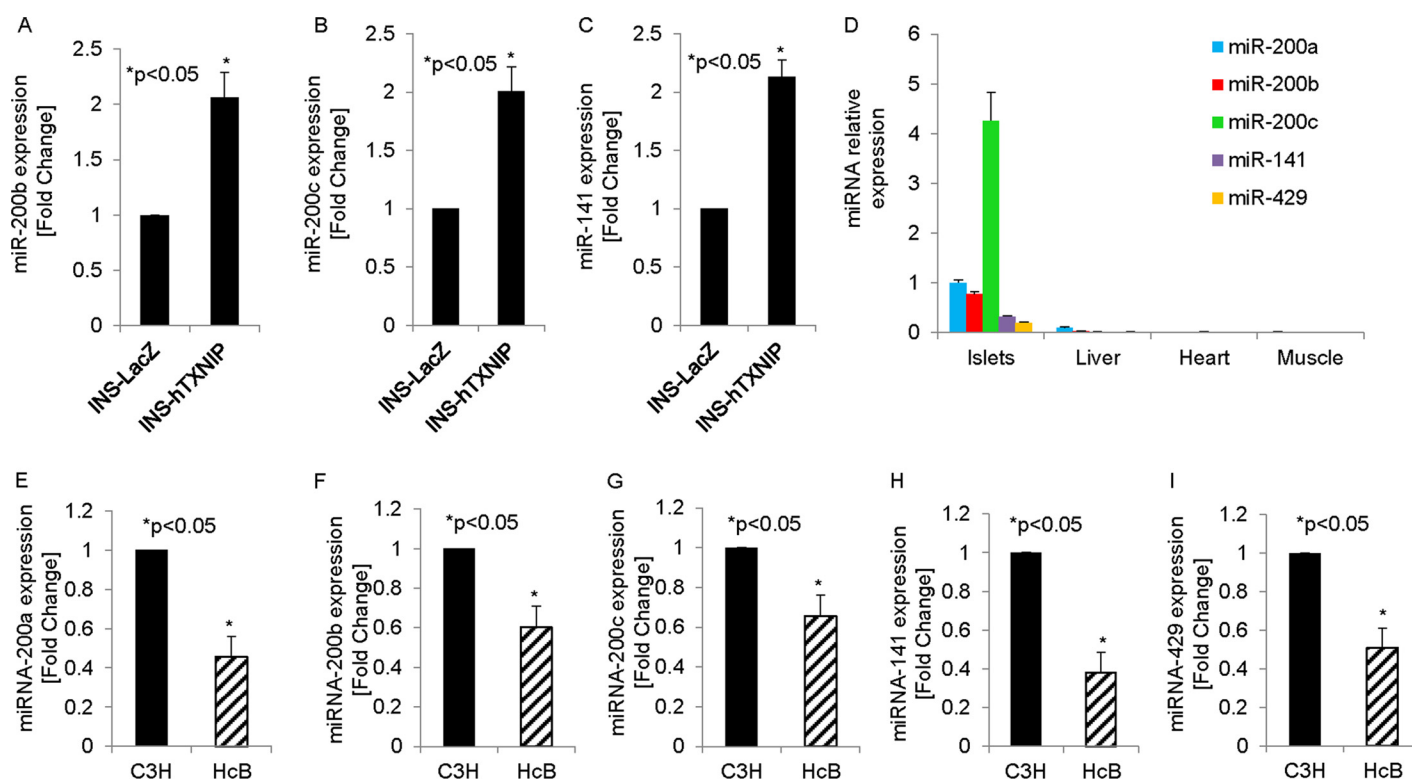 A
miR-200b expression
[Fold Change]
2.5
2
1.5
1
0.5
0
*p<0.05
*
INS-LacZ
INS-hTXNIP
B
miR-200c expression
[Fold Change]
2.5
2
1.5
1
0.5
0
*p<0.05
*
INS-LacZ
INS-hTXNIP
C
miR-141 expression
[Fold Change]
2.5
2
1.5
1
0.5
0
*p<0.05
*
INS-LacZ
INS-hTXNIP
D
miRNA relative
expression
6
5
4
3
2
1
0
miR-200a
miR-200b
miR-200c
miR-141
miR-429
Islets
Liver
Heart
Muscle
E
miRNA-200a expression
[Fold Change]
1.2
1
0.8
0.6
0.4
0.2
0
*p<0.05
*
C3H
HcB
F
miRNA-200b expression
[Fold Change]
1.2
1
0.8
0.6
0.4
0.2
0
*p<0.05
*
C3H
HcB
G
miRNA-200c expression
[Fold Change]
1.2
1
0.8
0.6
0.4
0.2
0
*p<0.05
*
C3H
HcB
H
miRNA-141 expression
[Fold Change]
1.2
1
0.8
0.6
0.4
0.2
0
*p<0.05
*
C3H
HcB
I
miRNA-429 expression
[Fold Change]
1.2
1
0.8
0.6
0.4
0.2
0
*p<0.05
*
C3H
HcB